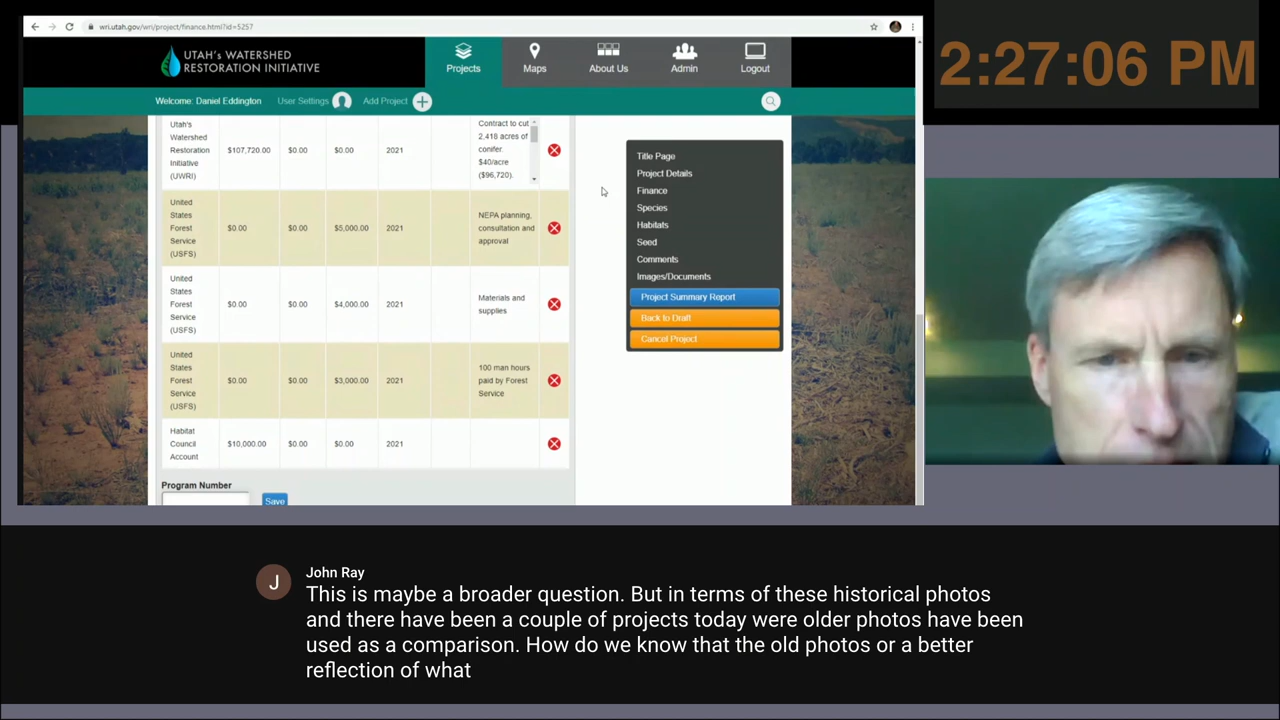 wri.utah.gov/wri/project/finance.html?id=5257
2:27:06 PM
UTAH'S WATERSHED
RESTORATION INITIATIVE
Projects
Maps
About Us
Admin
Logout
Welcome: Daniel Eddington
User Settings
Add Project
Utah's
Watershed
Restoration
Initiative
(UWRI)
$107,720.00
$0.00
$0.00
2021
Contract to cut
2,418 acres of
conifer.
$40/acre
($96,720).
United
States
Forest
Service
(USFS)
$0.00
$0.00
$5,000.00
2021
NEPA planning,
consultation and
approval
United
States
Forest
Service
(USFS)
$0.00
$0.00
$4,000.00
2021
Materials and
supplies
United
States
Forest
Service
(USFS)
$0.00
$0.00
$3,000.00
2021
100 man hours
paid by Forest
Service
Habitat
Council
Account
$10,000.00
$0.00
$0.00
2021
Program Number
Save
Title Page
Project Details
Finance
Species
Habitats
Seed
Comments
Images/Documents
Project Summary Report
Back to Draft
Cancel Project
J
John Ray
This is maybe a broader question. But in terms of these historical photos
and there have been a couple of projects today were older photos have been
used as a comparison. How do we know that the old photos or a better
reflection of what